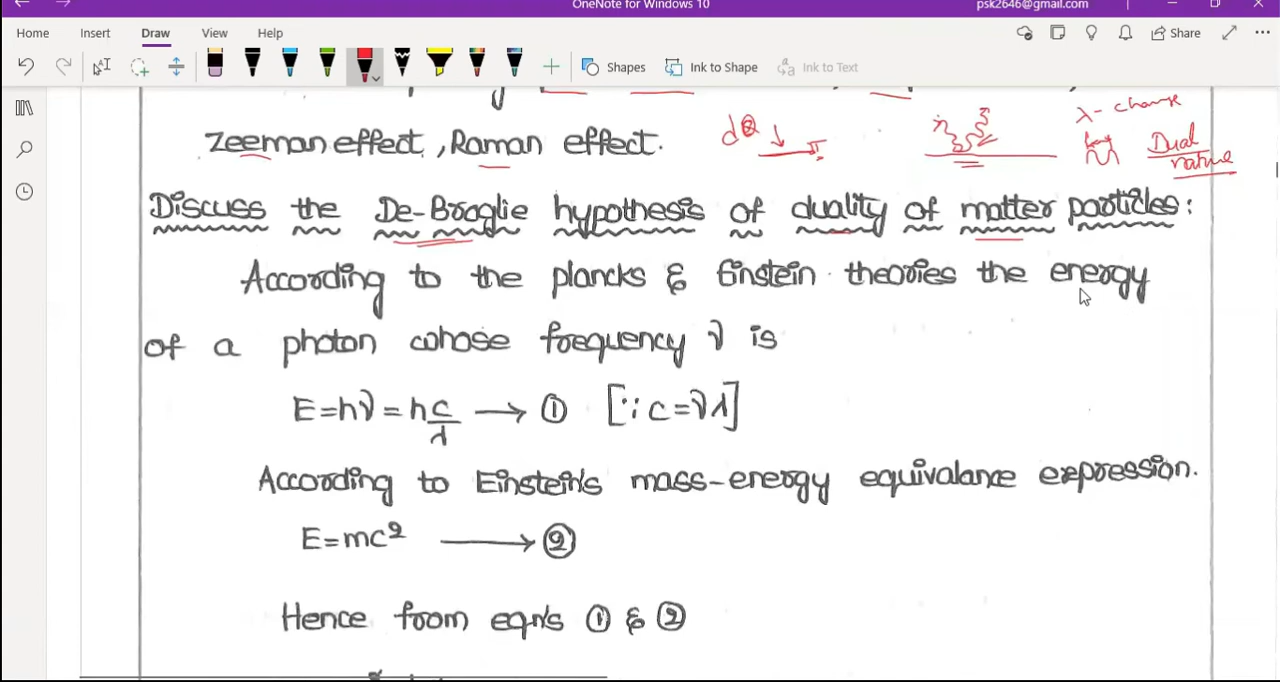 OneNote for Windows 10
psk2646@gmail.com
Home Insert Draw View Help
Share
Shapes Ink to Shape Ink to Text
λ- change
Zeeman effect, Raman effect.
Dual
nature
Discuss the De-Broglie hypothesis of duality of matter particles:
According to the plancks & Einstein theories the energy
of a photon whose frequency ν is
E=hν = hc/λ → ① [∵ c=νλ]
According to Einstein's mass-energy equivalance expression.
E=mc² → ②
Hence from eqn's ① & ②